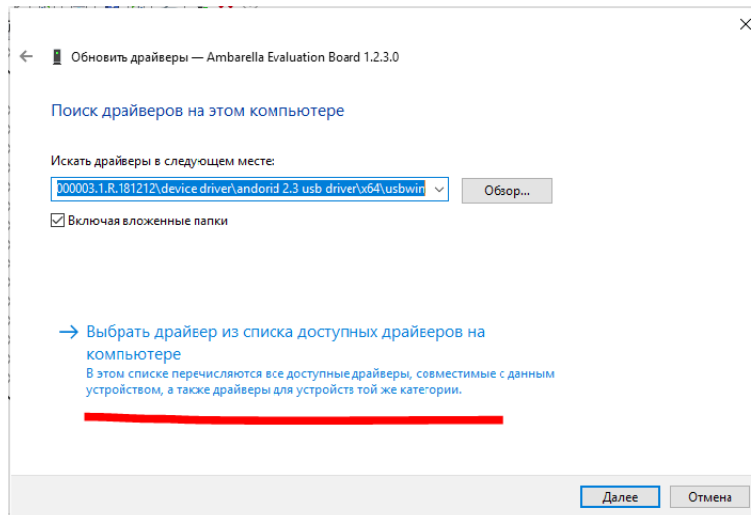 Обновить драйверы — Ambarella Evaluation Board 1.2.3.0
Поиск драйверов на этом компьютере
Искать драйверы в следующем месте:
000003.1.R.181212\device driver\andorid 2.3 usb driver\x64\usbwin
Обзор...
Включая вложенные папки
Выбрать драйвер из списка доступных драйверов на
компьютере
В этом списке перечисляются все доступные драйверы, совместимые с данным
устройством, а также драйверы для устройств той же категории.
Далее
Отмена